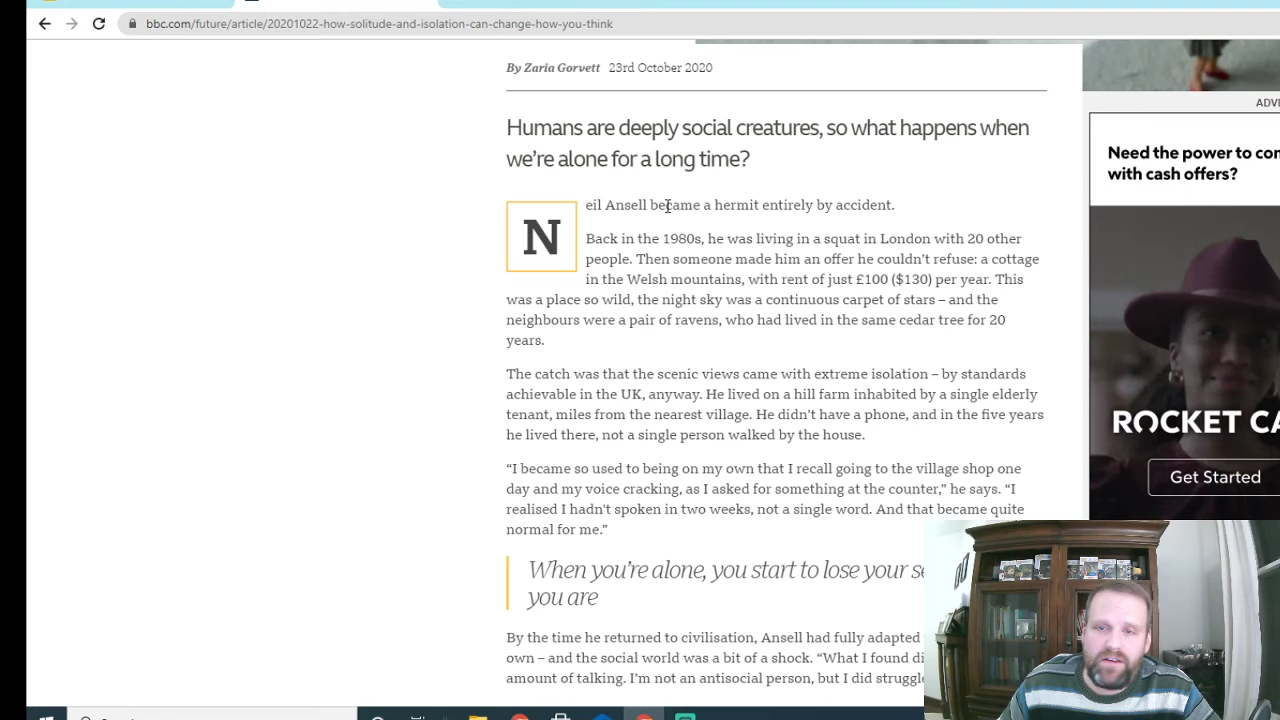 bbc.com/future/article/20201022-how-solitude-and-isolation-can-change-how-you-think
By Zaria Gorvett 23rd October 2020
Humans are deeply social creatures, so what happens when
we're alone for a long time?
Neil Ansell became a hermit entirely by accident.
Back in the 1980s, he was living in a squat in London with 20 other
people. Then someone made him an offer he couldn't refuse: a cottage
in the Welsh mountains, with rent of just £100 ($130) per year. This
was a place so wild, the night sky was a continuous carpet of stars – and the
neighbours were a pair of ravens, who had lived in the same cedar tree for 20
years.
The catch was that the scenic views came with extreme isolation – by standards
achievable in the UK, anyway. He lived on a hill farm inhabited by a single elderly
tenant, miles from the nearest village. He didn't have a phone, and in the five years
he lived there, not a single person walked by the house.
“I became so used to being on my own that I recall going to the village shop one
day and my voice cracking, as I asked for something at the counter,” he says. “I
realised I hadn't spoken in two weeks, not a single word. And that became quite
normal for me.”
When you're alone, you start to lose your se
you are
By the time he returned to civilisation, Ansell had fully adapted
own – and the social world was a bit of a shock. “What I found di
amount of talking. I'm not an antisocial person, but I did struggle
ADVE
Need the power to com
with cash offers?
ROCKET CA
Get Started